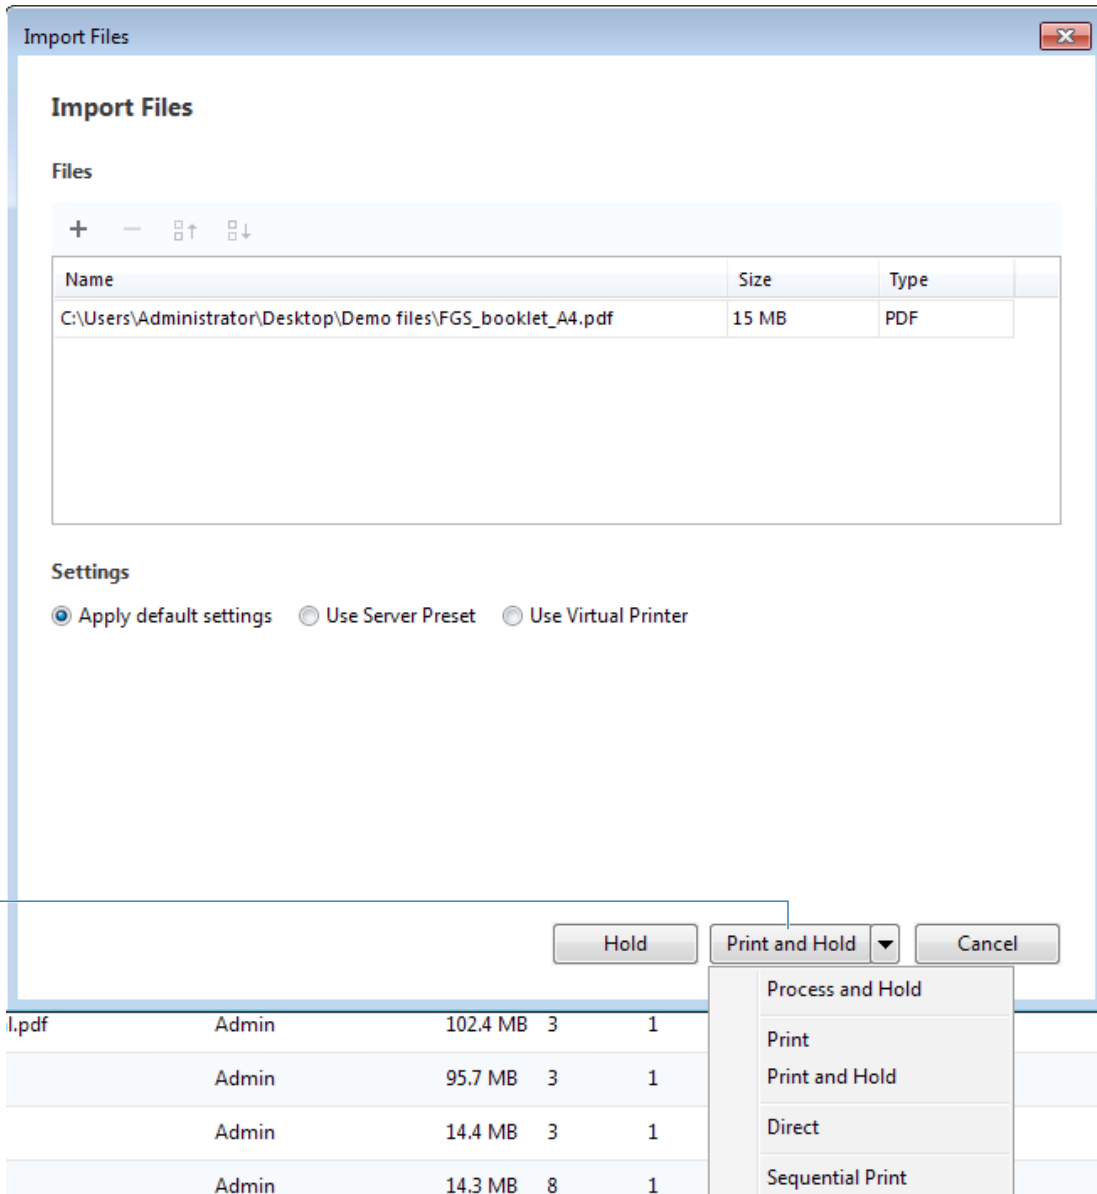 Import Files
Import Files
Files
Name Size Type
C:\Users\Administrator\Desktop\Demo files\FGS_booklet_A4.pdf 15 MB PDF
Settings
Apply default settings Use Server Preset Use Virtual Printer
Hold Print and Hold Cancel
Process and Hold
l.pdf Admin 102.4 MB 3 1
Print
Print and Hold
Admin 95.7 MB 3 1
Direct
Admin 14.4 MB 3 1
Sequential Print
Admin 14.3 MB 8 1